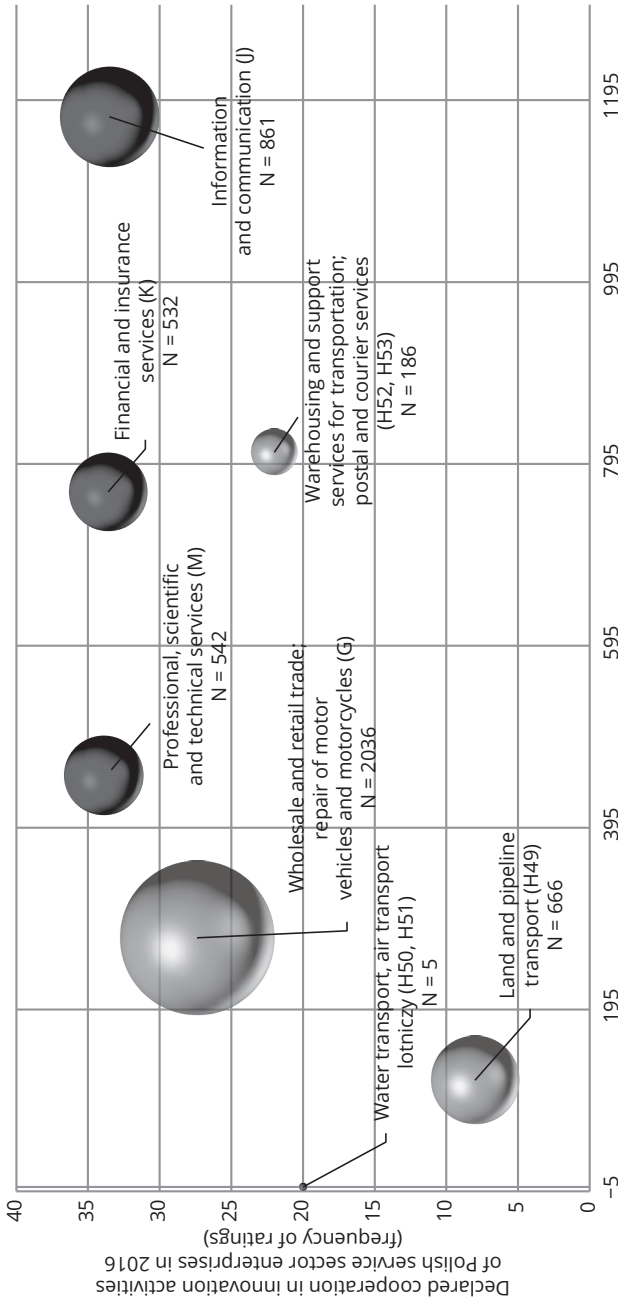 Declared cooperation in innovation activities
of Polish service sector enterprises in 2016
(frequency of ratings)
40
35
30
25
20
15
10
5
0
–5
195
395
595
795
995
1195
Water transport, air transport
lotniczy (H50, H51)
N = 5
Land and pipeline
transport (H49)
N = 666
Wholesale and retail trade;
repair of motor
vehicles and motorcycles (G)
N = 2036
Professional, scientific
and technical services (M)
N = 542
Financial and insurance
services (K)
N = 532
Warehousing and support
services for transportation;
postal and courier services
(H52, H53)
N = 186
Information
and communication (J)
N = 861